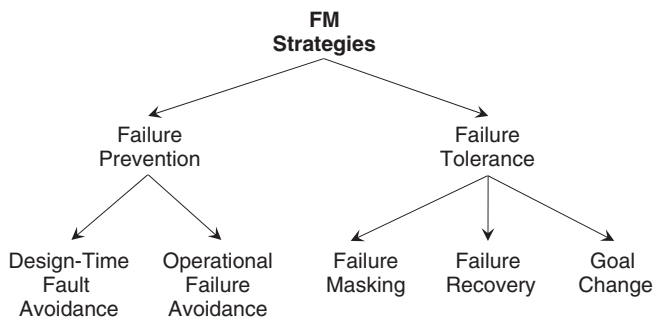 FM
Strategies
Failure
Prevention
Failure
Tolerance
Design-Time
Fault
Avoidance
Operational
Failure
Avoidance
Failure
Masking
Failure
Recovery
Goal
Change